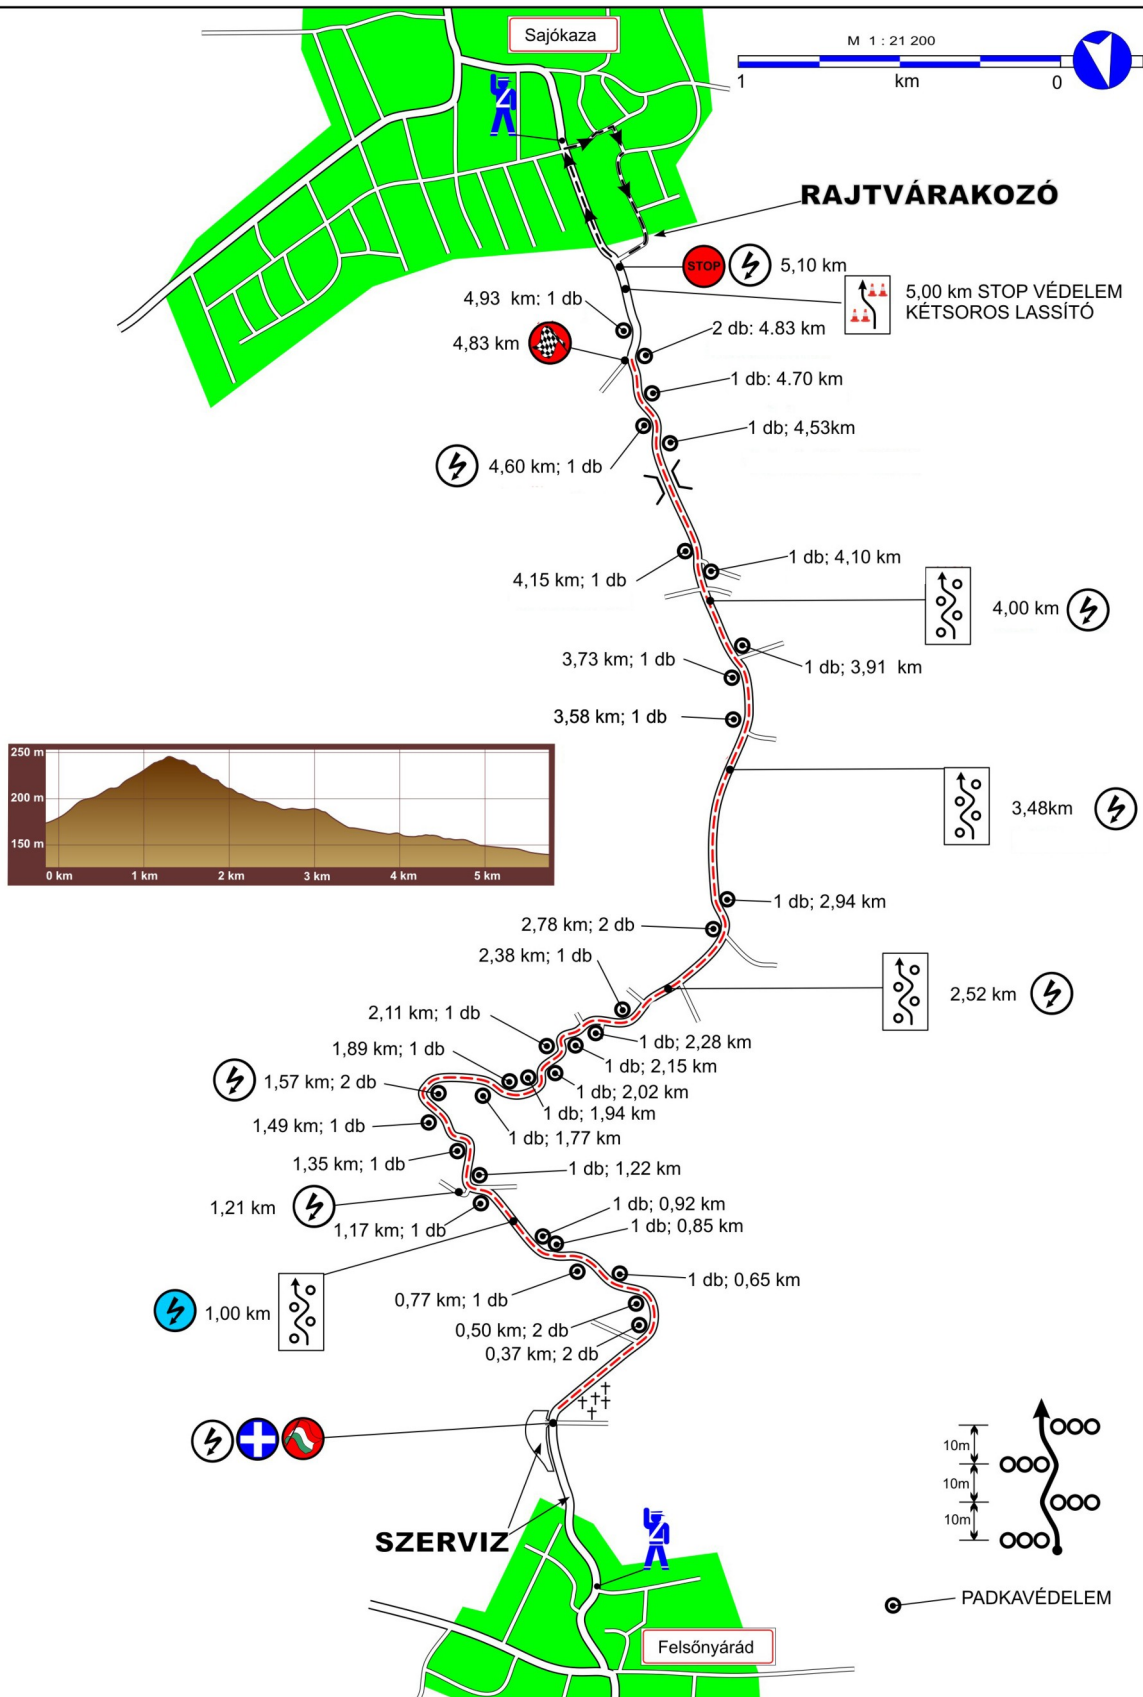 Sajókaza
M 1 : 21 200
1 km 0
RAJTVÁRAKOZÓ
STOP
5,10 km
5,00 km STOP VÉDELEM
KÉTSOROS LASSÍTÓ
4,93 km: 1 db
2 db: 4.83 km
4,83 km
1 db: 4.70 km
1 db; 4,53km
4,60 km; 1 db
1 db; 4,10 km
4,15 km; 1 db
4,00 km
3,73 km; 1 db
1 db; 3,91 km
3,58 km; 1 db
3,48km
250 m
200 m
150 m
0 km 1 km 2 km 3 km 4 km 5 km
1 db; 2,94 km
2,78 km; 2 db
2,38 km; 1 db
2,52 km
2,11 km; 1 db
1 db; 2,28 km
1,89 km; 1 db
1 db; 2,15 km
1,57 km; 2 db
1 db; 2,02 km
1 db; 1,94 km
1,49 km; 1 db
1 db; 1,77 km
1,35 km; 1 db
1 db; 1,22 km
1,21 km
1 db; 0,92 km
1,17 km; 1 db
1 db; 0,85 km
1 db; 0,65 km
0,77 km; 1 db
1,00 km
0,50 km; 2 db
0,37 km; 2 db
10m
10m
10m
SZERVIZ
PADKAVÉDELEM
Felsőnyárád